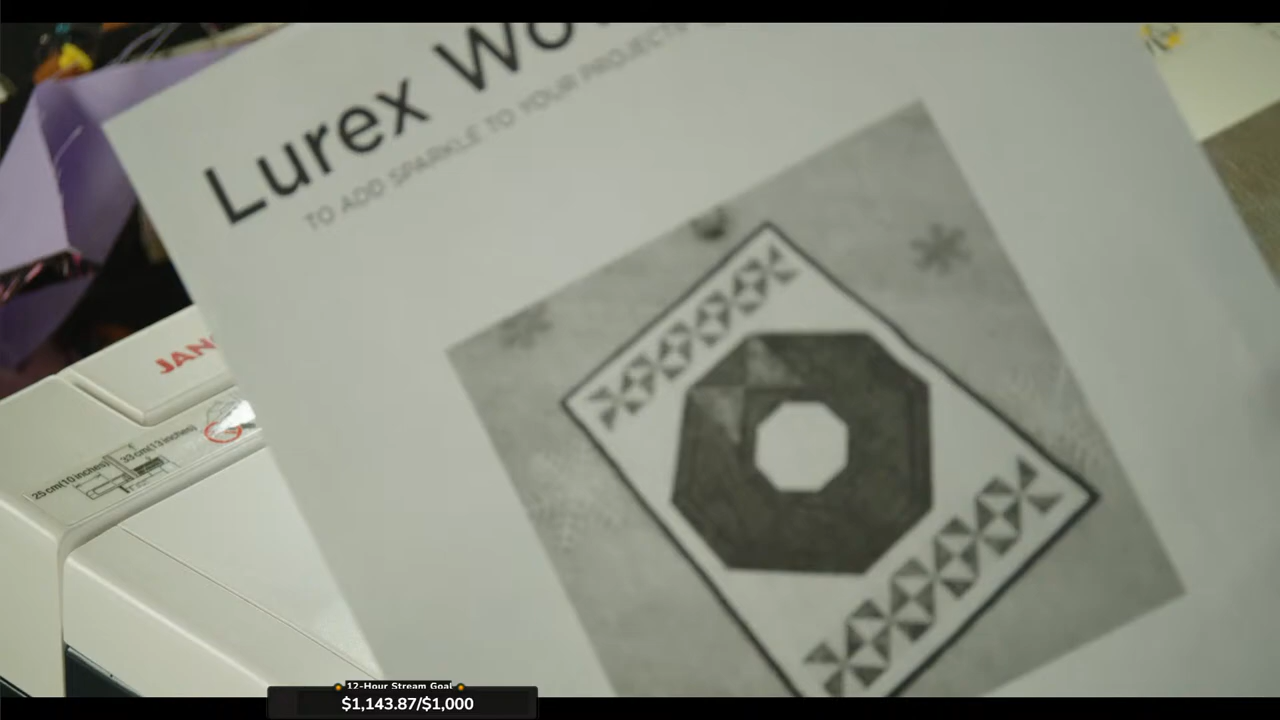 Lurex Wo
TO ADD SPARKLE TO YOUR PROJECTS
JAN
25 cm(10 inches)
33 cm(13 inches)
12-Hour Stream Goal
$1,143.87/$1,000